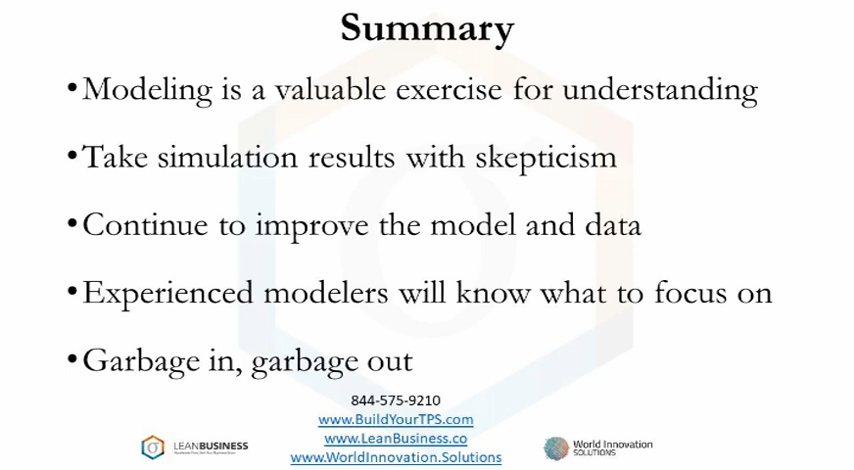 Summary
•Modeling is a valuable exercise for understanding
•Take simulation results with skepticism
•Continue to improve the model and data
•Experienced modelers will know what to focus on
•Garbage in, garbage out
844-575-9210
www.BuildYourTPS.com
www.LeanBusiness.co
www.WorldInnovation.Solutions
σ LEANBUSINESS
World Innovation
SOLUTIONS